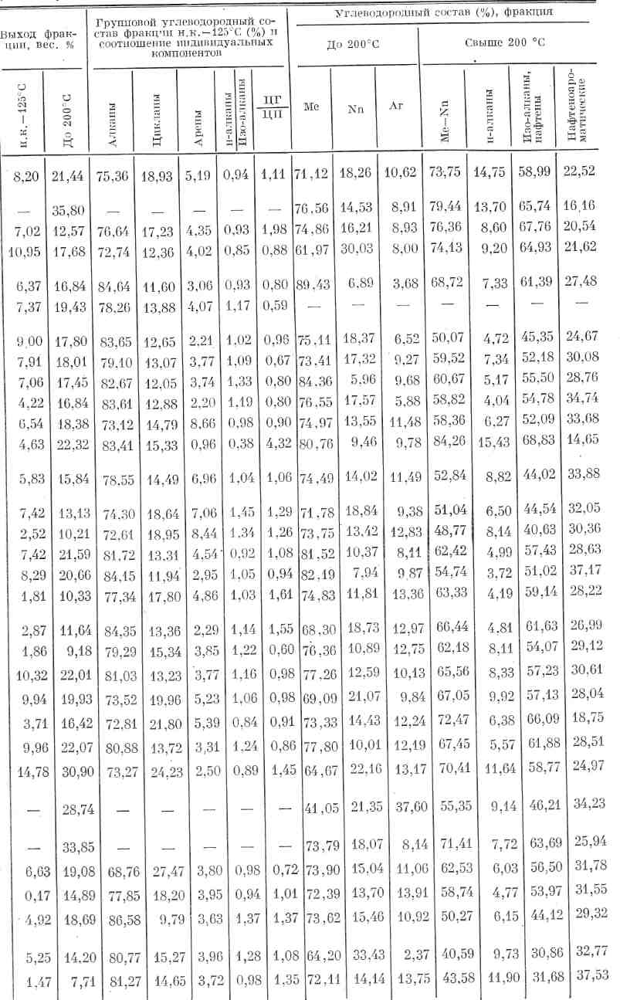 Углеводородный состав (%), фракция
Выход фракции, вес. %
Групповой углеводородный состав фракции н.к.—125°С (%) и соотношение индивидуальных компонентов
До 200°С
Свыше 200 °С
н.к.—125°С
До 200°С
Алканы
Цикланы
Арены
н-алканы
Изо-алканы
ЦГ
ЦП
Me
Nn
Ar
Me—Nn
н-алканы
Изо-алканы, нафтены
Нафтеноаро-матические
8,20 21,44 75,36 18,93 5,19 0,94 1,11 71,12 18,26 10,62 73,75 14,75 58,99 22,52
— 35,80 — — — — — 76,56 14,53 8,91 79,44 13,70 65,74 16,16
7,02 12,57 76,64 17,23 4,35 0,93 1,98 74,86 16,21 8,93 76,36 8,60 67,76 20,54
10,95 17,68 72,74 12,36 4,02 0,85 0,88 61,97 30,03 8,00 74,13 9,20 64,93 21,62
6,37 16,84 84,64 11,60 3,06 0,93 0,80 89,43 6,89 3,68 68,72 7,33 61,39 27,48
7,37 19,43 78,26 13,88 4,07 1,17 0,59 — — — — — — —
9,00 17,80 83,65 12,65 2,21 1,02 0,96 75,11 18,37 6,52 50,07 4,72 45,35 24,67
7,91 18,01 79,10 13,07 3,77 1,09 0,67 73,41 17,32 9,27 59,52 7,34 52,18 30,08
7,06 17,45 82,67 12,05 3,74 1,33 0,80 84,36 5,96 9,68 60,67 5,17 55,50 28,76
4,22 16,84 83,61 12,88 2,20 1,19 0,80 76,55 17,57 5,88 58,82 4,04 54,78 34,74
6,54 18,38 73,12 14,79 8,66 0,98 0,90 74,97 13,55 11,48 58,36 6,27 52,09 33,68
4,63 22,32 83,41 15,33 0,96 0,38 4,32 80,76 9,46 9,78 84,26 15,43 68,83 14,65
5,83 15,84 78,55 14,49 6,96 1,04 1,06 74,49 14,02 11,49 52,84 8,82 44,02 33,88
7,42 13,13 74,30 18,64 7,06 1,45 1,29 71,78 18,84 9,38 51,04 6,50 44,54 32,05
2,52 10,21 72,61 18,95 8,44 1,34 1,26 73,75 13,42 12,83 48,77 8,14 40,63 30,36
7,42 21,59 81,72 13,31 4,54 0,92 1,08 81,52 10,37 8,11 62,42 4,99 57,43 28,63
8,29 20,66 84,15 11,94 2,95 1,05 0,94 82,19 7,94 9,87 54,74 3,72 51,02 37,17
1,81 10,33 77,34 17,80 4,86 1,03 1,61 74,83 11,81 13,36 63,33 4,19 59,14 28,22
2,87 11,64 84,35 13,36 2,29 1,14 1,55 68,30 18,73 12,97 66,44 4,81 61,63 26,99
1,86 9,18 79,29 15,34 3,85 1,22 0,60 76,36 10,89 12,75 62,18 8,11 54,07 29,12
10,32 22,01 81,03 13,23 3,77 1,16 0,98 77,26 12,59 10,13 65,56 8,33 57,23 30,61
9,94 19,93 73,52 19,96 5,23 1,06 0,98 69,09 21,07 9,84 67,05 9,92 57,13 28,04
3,71 16,42 72,81 21,80 5,39 0,84 0,91 73,33 14,43 12,24 72,47 6,38 66,09 18,75
9,96 22,07 80,88 13,72 3,31 1,24 0,86 77,80 10,01 12,19 67,45 5,57 61,88 28,51
14,78 30,90 73,27 24,23 2,50 0,89 1,45 64,67 22,16 13,17 70,41 11,64 58,77 24,97
— 28,74 — — — — — 41,05 21,35 37,60 55,35 9,14 46,21 34,23
— 33,85 — — — — — 73,79 18,07 8,14 71,41 7,72 63,69 25,94
6,63 19,08 68,76 27,47 3,80 0,98 0,72 73,90 15,04 11,06 62,53 6,03 56,50 31,78
0,17 14,89 77,85 18,20 3,95 0,94 1,01 72,39 13,70 13,91 58,74 4,77 53,97 31,55
4,92 18,69 86,58 9,79 3,63 1,37 1,37 73,62 15,46 10,92 50,27 6,15 44,12 29,32
5,25 14,20 80,77 15,27 3,96 1,28 1,08 64,20 33,43 2,37 40,59 9,73 30,86 32,77
1,47 7,71 81,27 14,65 3,72 0,98 1,35 72,11 14,14 13,75 43,58 11,90 31,68 37,53